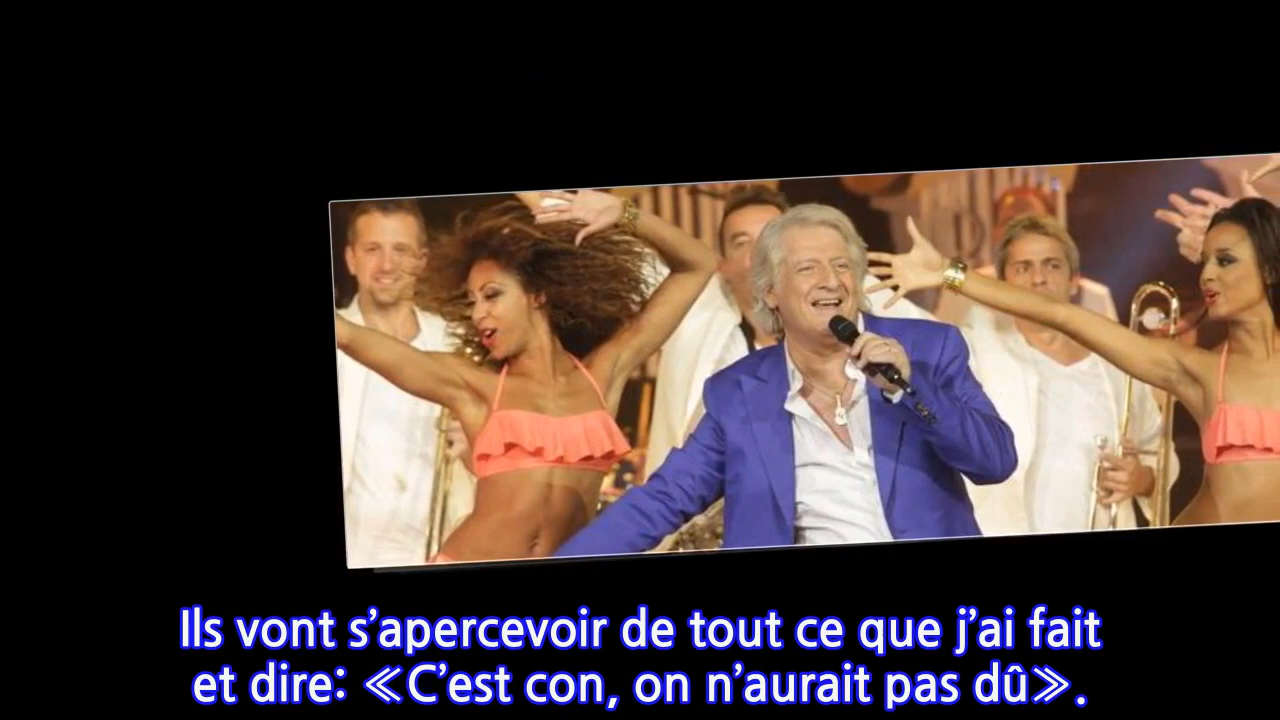 Ils vont s’apercevoir de tout ce que j’ai fait
et dire: ≪C’est con, on n’aurait pas dû≫.